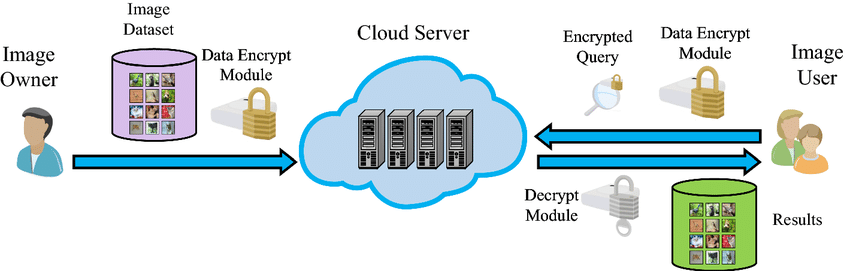 Image
Owner
Image
Dataset
Data Encrypt
Module
Cloud Server
Encrypted
Query
Data Encrypt
Module
Image
User
Decrypt
Module
Results